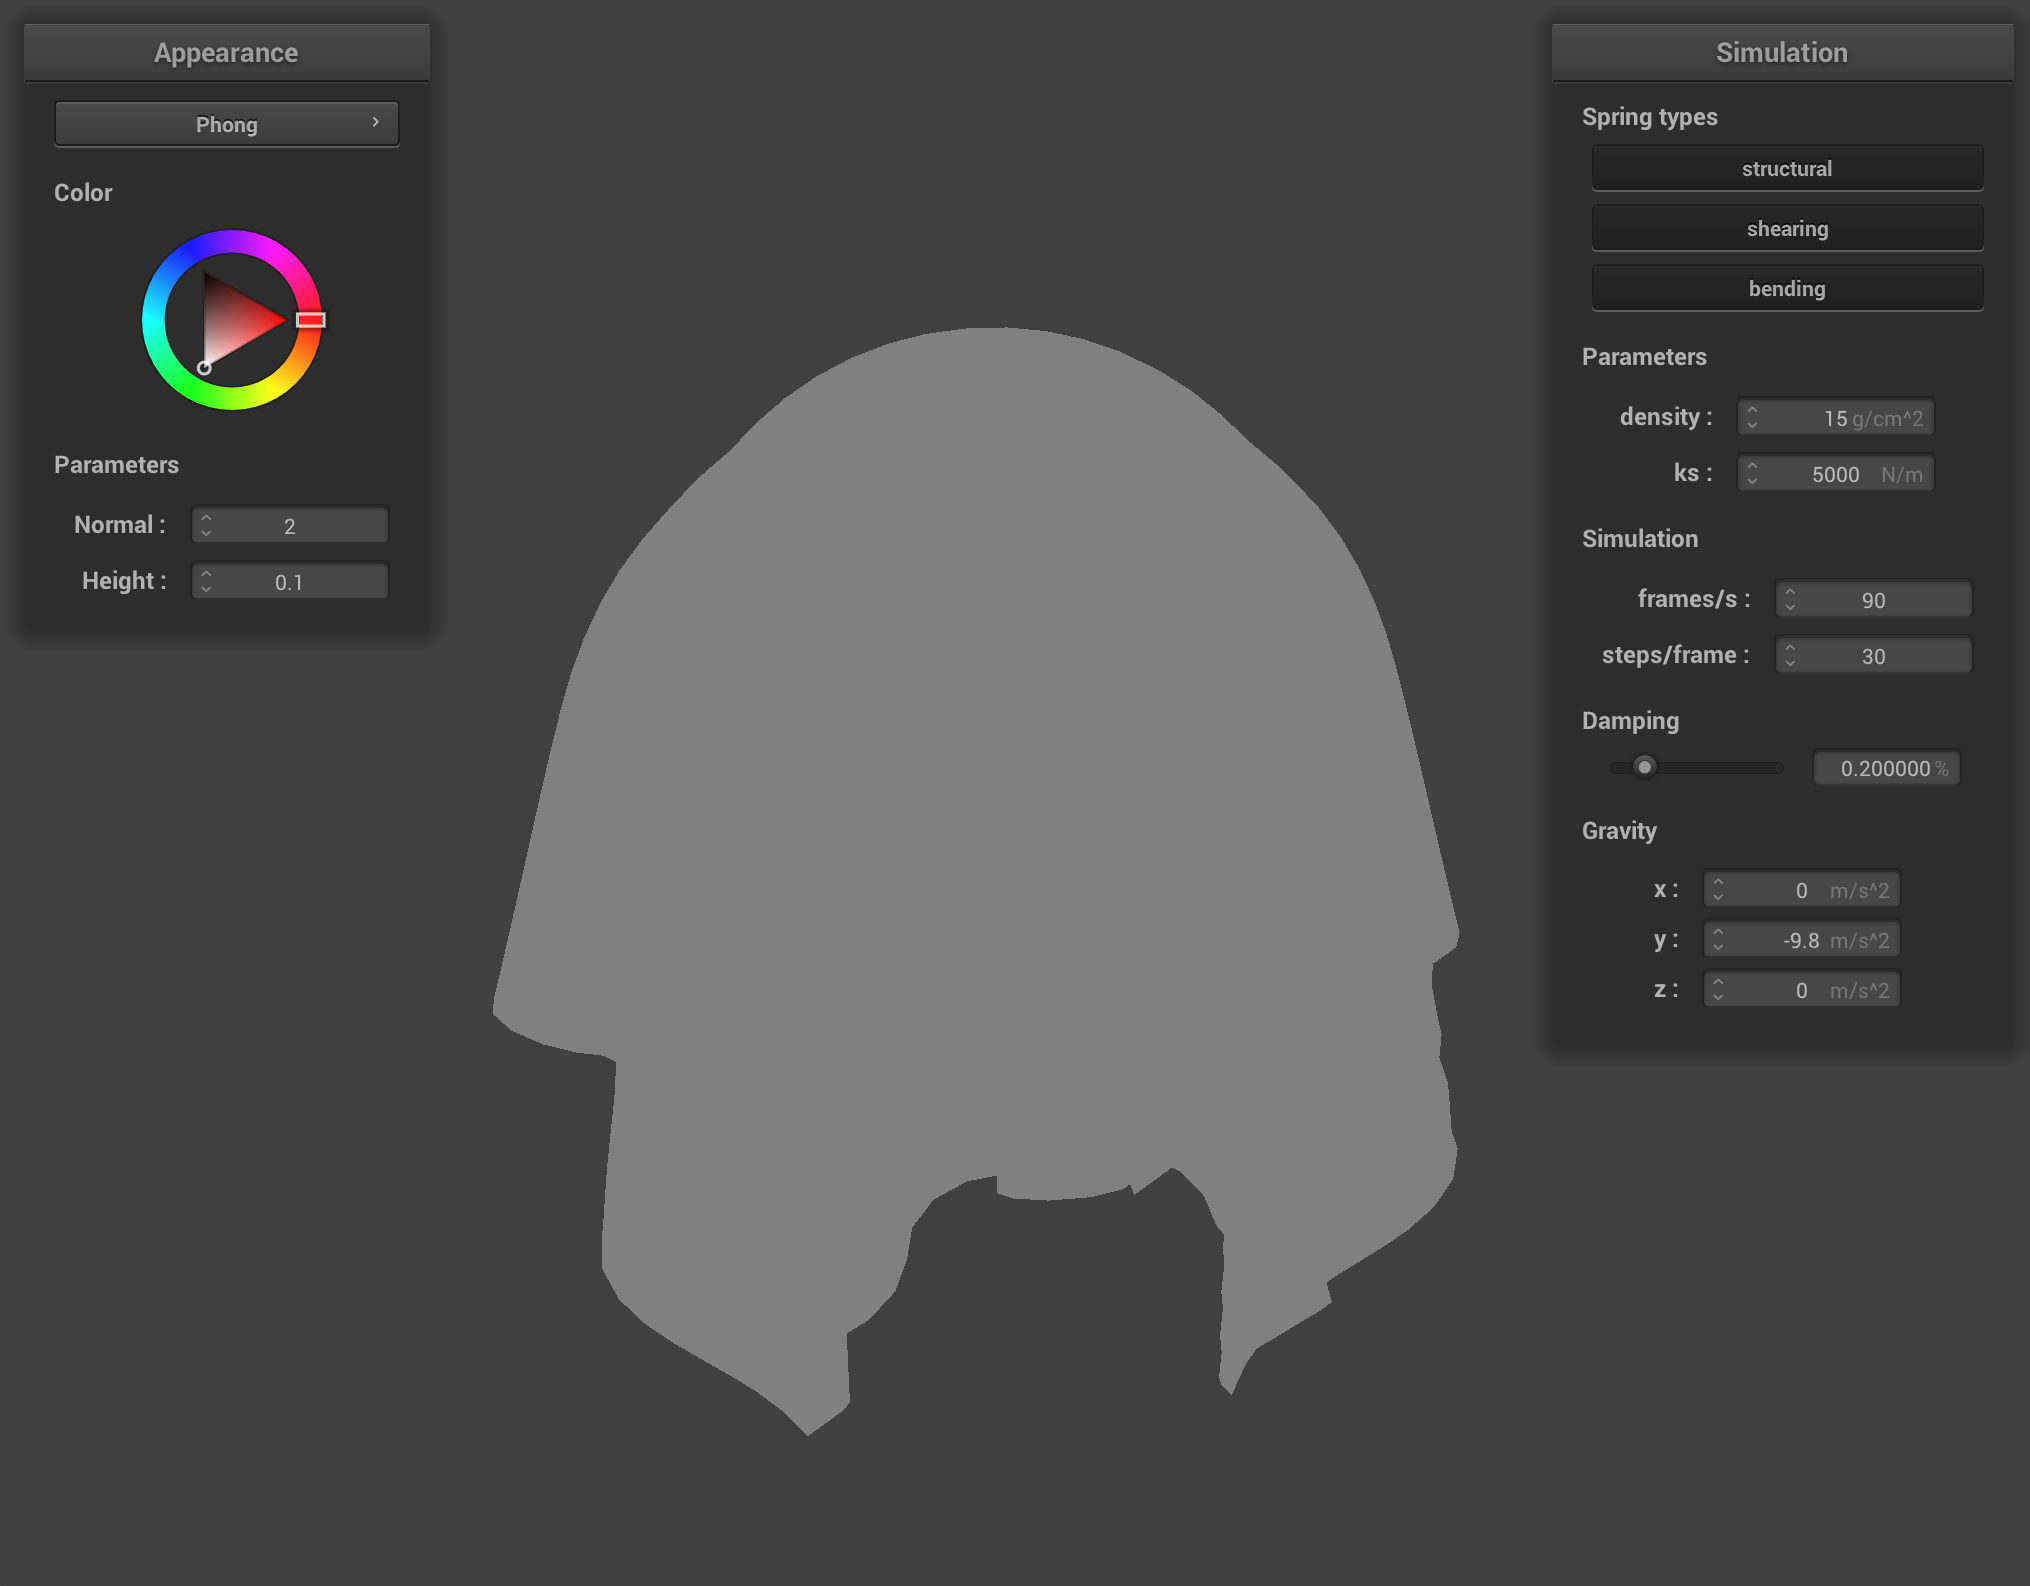 Appearance
Phong
Color
Parameters
Normal : 2
Height : 0.1
Simulation
Spring types
structural
shearing
bending
Parameters
density : 15 g/cm^2
ks : 5000 N/m
Simulation
frames/s : 90
steps/frame : 30
Damping
0.200000 %
Gravity
x : 0 m/s^2
y : -9.8 m/s^2
z : 0 m/s^2